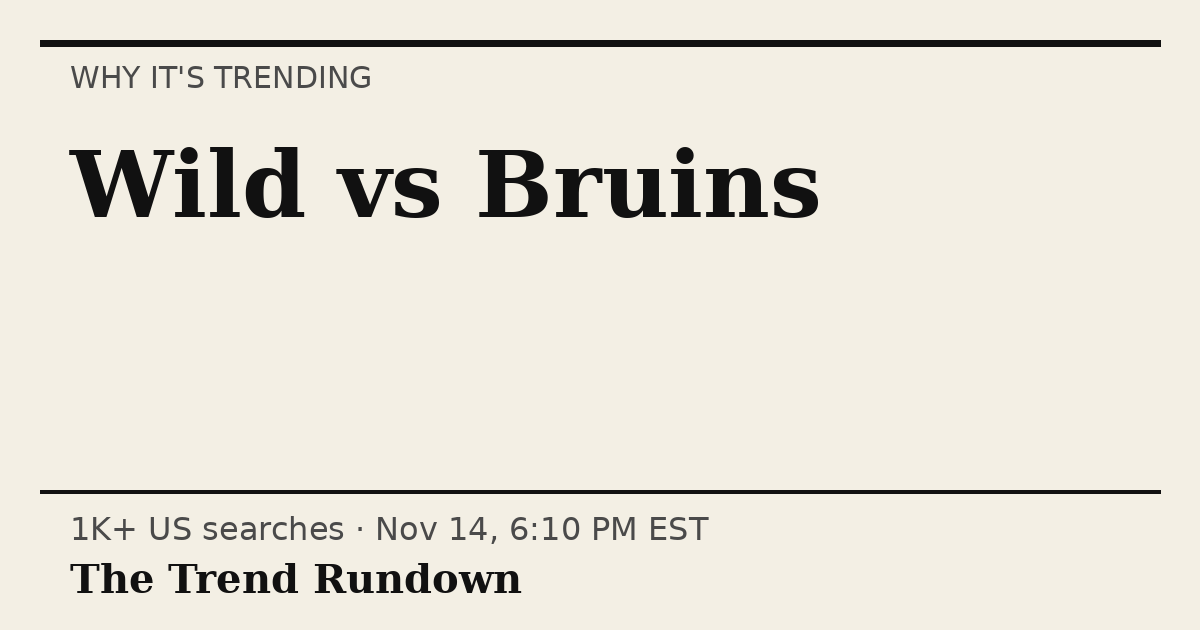 WHY IT'S TRENDING
Wild vs Bruins
1K+ US searches · Nov 14, 6:10 PM EST
The Trend Rundown